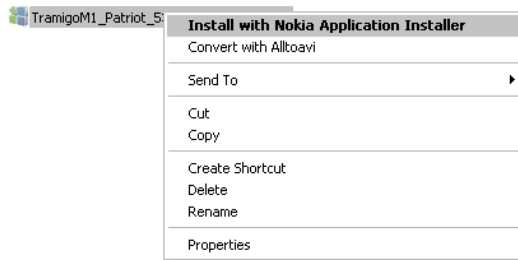 TramigoM1_Patriot_5
Install with Nokia Application Installer
Convert with Alltoavi
Send To
Cut
Copy
Create Shortcut
Delete
Rename
Properties